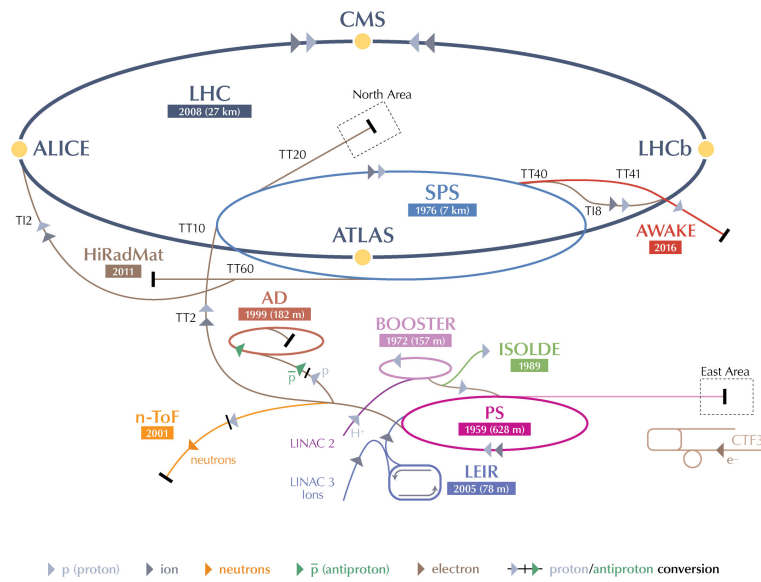 CMS
North Area
LHC
2008 (27 km)
TT20
ALICE
LHCb
TT40
TT41
SPS
1976 (7 km)
TI8
TI2
TT10
ATLAS
AWAKE
2016
HiRadMat
2011
TT60
AD
1999 (182 m)
TT2
BOOSTER
1972 (157 m)
ISOLDE
1989
p
p̅
East Area
n-ToF
2001
PS
1959 (628 m)
H⁺
LINAC 2
neutrons
CTF3
e⁻
LEIR
2005 (78 m)
LINAC 3
Ions
p (proton) ion neutrons p̅ (antiproton) electron proton/antiproton conversion